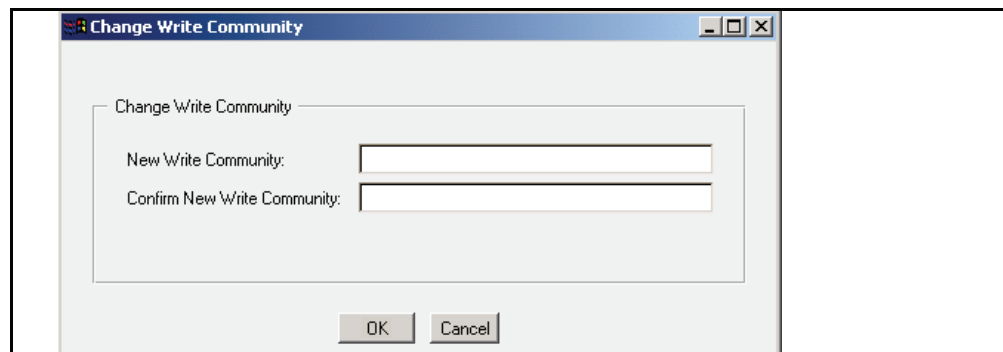 Change Write Community
Change Write Community
New Write Community:
Confirm New Write Community:
OK Cancel